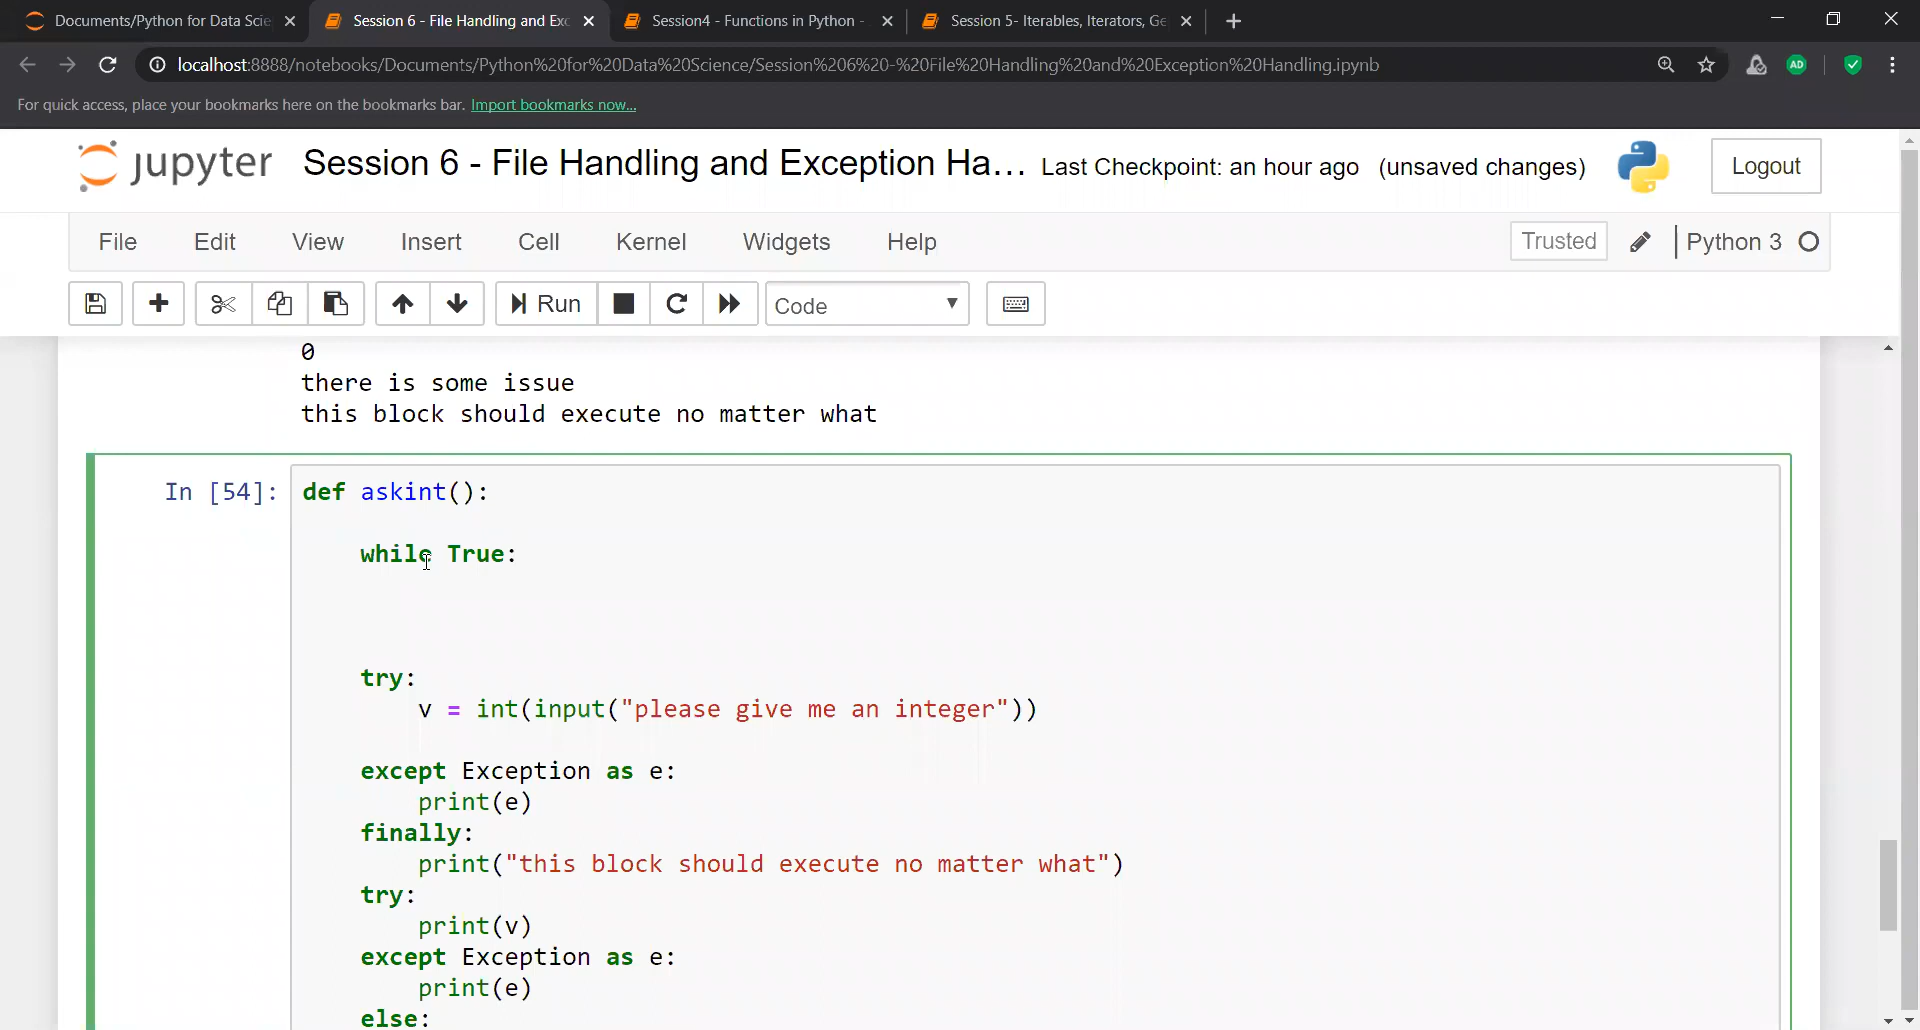 Documents/Python for Data Scie
Session 6 - File Handling and Exc
Session4 - Functions in Python -
Session 5- Iterables, Iterators, Ge
localhost:8888/notebooks/Documents/Python%20for%20Data%20Science/Session%206%20-%20File%20Handling%20and%20Exception%20Handling.ipynb
AD
For quick access, place your bookmarks here on the bookmarks bar. Import bookmarks now...
jupyter Session 6 - File Handling and Exception Ha... Last Checkpoint: an hour ago (unsaved changes) Logout
File Edit View Insert Cell Kernel Widgets Help Trusted Python 3
Run Code
0
there is some issue
this block should execute no matter what
In [54]: def askint():
while True:
try:
v = int(input("please give me an integer"))
except Exception as e:
print(e)
finally:
print("this block should execute no matter what")
try:
print(v)
except Exception as e:
print(e)
else: